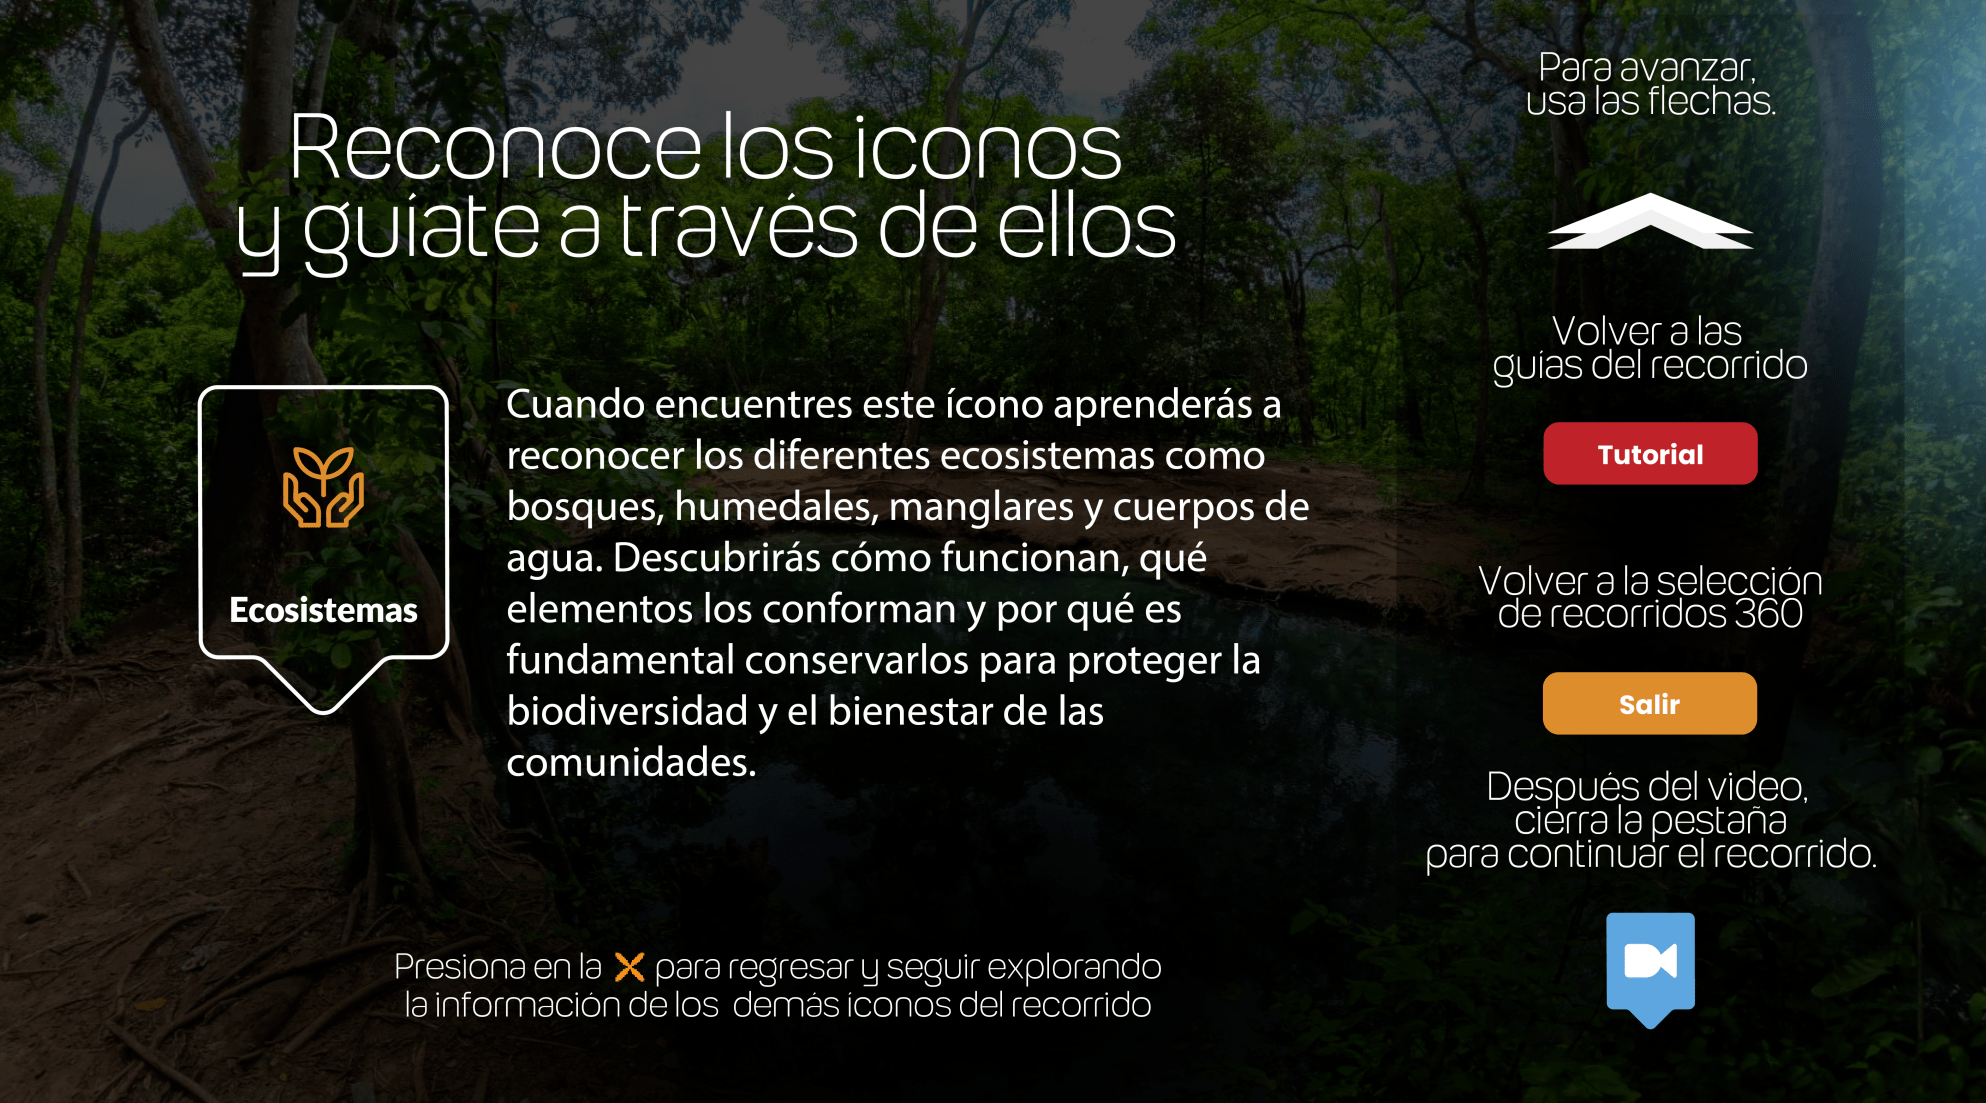 Reconoce los iconos
y guíate a través de ellos
Ecosistemas
Cuando encuentres este ícono aprenderás a
reconocer los diferentes ecosistemas como
bosques, humedales, manglares y cuerpos de
agua. Descubrirás cómo funcionan, qué
elementos los conforman y por qué es
fundamental conservarlos para proteger la
biodiversidad y el bienestar de las
comunidades.
Presiona en la X para regresar y seguir explorando
la información de los demás íconos del recorrido
Para avanzar,
usa las flechas.
Volver a las
guías del recorrido
Tutorial
Volver a la selección
de recorridos 360
Salir
Después del video,
cierra la pestaña
para continuar el recorrido.